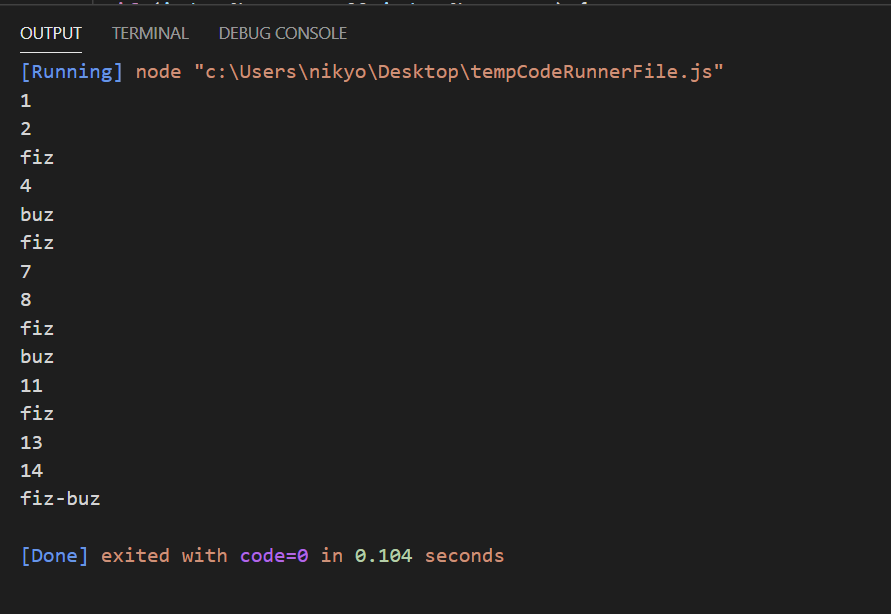 OUTPUT TERMINAL DEBUG CONSOLE
[Running] node "c:\Users\nikyo\Desktop\tempCodeRunnerFile.js"
1
2
fiz
4
buz
fiz
7
8
fiz
buz
11
fiz
13
14
fiz-buz
[Done] exited with code=0 in 0.104 seconds